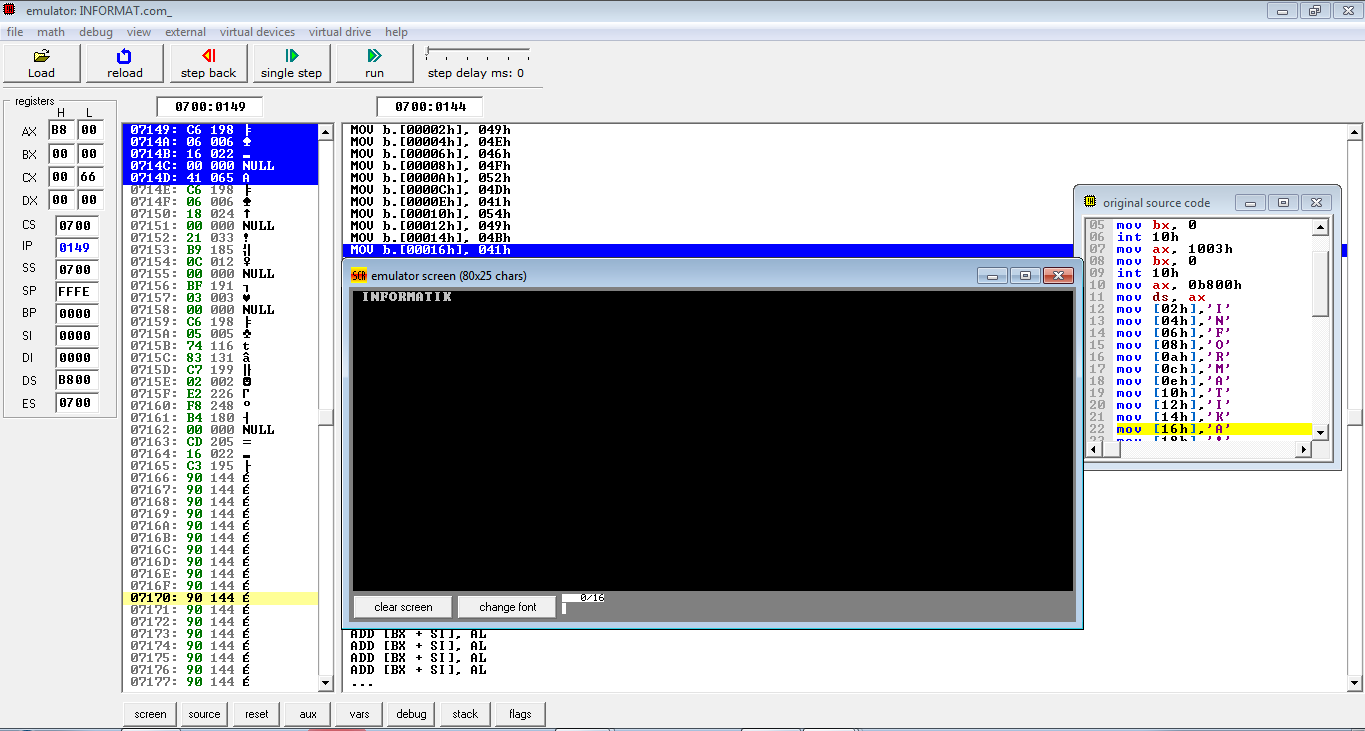 emulator: INFORMAT.com_
file math debug view external virtual devices virtual drive help
Load reload step back single step run step delay ms: 0
registers
H L
AX B8 00
BX 00 00
CX 00 66
DX 00 00
CS 0700
IP 0149
SS 0700
SP FFFE
BP 0000
SI 0000
DI 0000
DS B800
ES 0700
0700:0149
0700:0144
07149: C6 198 ╞
0714A: 06 006 ♠
0714B: 16 022 ▬
0714C: 00 000 NULL
0714D: 41 065 A
0714E: C6 198 ╞
0714F: 06 006 ♠
07150: 18 024 ↑
07151: 00 000 NULL
07152: 21 033 !
07153: B9 185 ╣
07154: 0C 012 ♀
07155: 00 000 NULL
07156: BF 191 ┐
07157: 03 003 ♥
07158: 00 000 NULL
07159: C6 198 ╞
0715A: 05 005 ♣
0715B: 74 116 t
0715C: 83 131 â
0715D: C7 199 ╟
0715E: 02 002 ☻
0715F: E2 226 Γ
07160: F8 248 °
07161: B4 180 ┤
07162: 00 000 NULL
07163: CD 205 =
07164: 16 022 ▬
07165: C3 195 ├
07166: 90 144 É
07167: 90 144 É
07168: 90 144 É
07169: 90 144 É
0716A: 90 144 É
0716B: 90 144 É
0716C: 90 144 É
0716D: 90 144 É
0716E: 90 144 É
0716F: 90 144 É
07170: 90 144 É
07171: 90 144 É
07172: 90 144 É
07173: 90 144 É
07174: 90 144 É
07175: 90 144 É
07176: 90 144 É
07177: 90 144 É
MOV b.[00002h], 049h
MOV b.[00004h], 04Eh
MOV b.[00006h], 046h
MOV b.[00008h], 04Fh
MOV b.[0000Ah], 052h
MOV b.[0000Ch], 04Dh
MOV b.[0000Eh], 041h
MOV b.[00010h], 054h
MOV b.[00012h], 049h
MOV b.[00014h], 04Bh
MOV b.[00016h], 041h
ADD [BX + SI], AL
ADD [BX + SI], AL
ADD [BX + SI], AL
ADD [BX + SI], AL
...
SCR emulator screen (80x25 chars)
INFORMATIK
clear screen change font 0/16
original source code
05 mov bx, 0
06 int 10h
07 mov ax, 1003h
08 mov bx, 0
09 int 10h
10 mov ax, 0b800h
11 mov ds, ax
12 mov [02h],'I'
13 mov [04h],'N'
14 mov [06h],'F'
15 mov [08h],'O'
16 mov [0ah],'R'
17 mov [0ch],'M'
18 mov [0eh],'A'
19 mov [10h],'T'
20 mov [12h],'I'
21 mov [14h],'K'
22 mov [16h],'A'
23 mov [18h],'!'
screen source reset aux vars debug stack flags